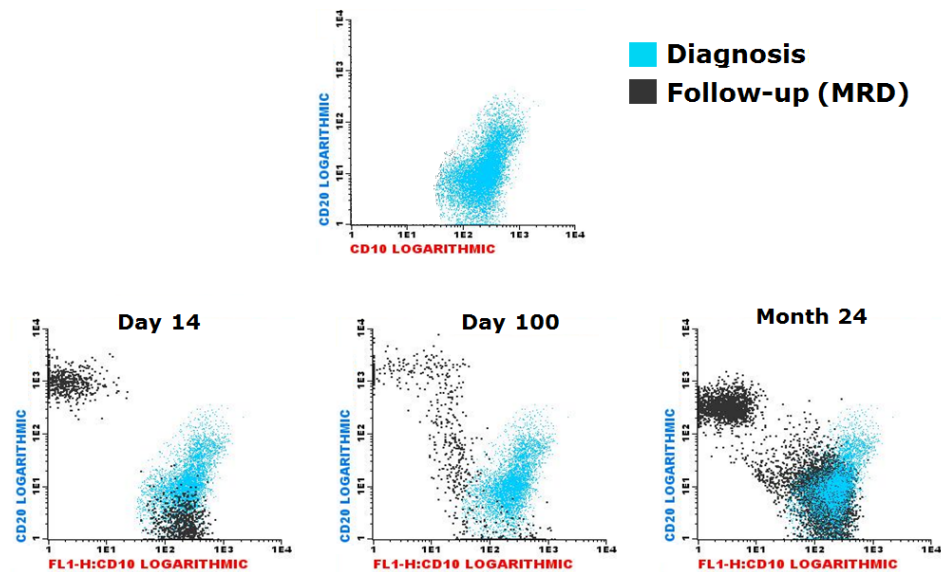 1E4
1E3
1E2
1E1
1
CD20 LOGARITHMIC
1 1E1 1E2 1E3 1E4
CD10 LOGARITHMIC
Diagnosis
Follow-up (MRD)
Day 14
1E4
1E3
1E2
1E1
1
CD20 LOGARITHMIC
1 1E1 1E2 1E3 1E4
FL1-H:CD10 LOGARITHMIC
Day 100
1E4
1E3
1E2
1E1
1
CD20 LOGARITHMIC
1 1E1 1E2 1E3 1E4
FL1-H:CD10 LOGARITHMIC
Month 24
1E4
1E3
1E2
1E1
1
CD20 LOGARITHMIC
1 1E1 1E2 1E3 1E4
FL1-H:CD10 LOGARITHMIC